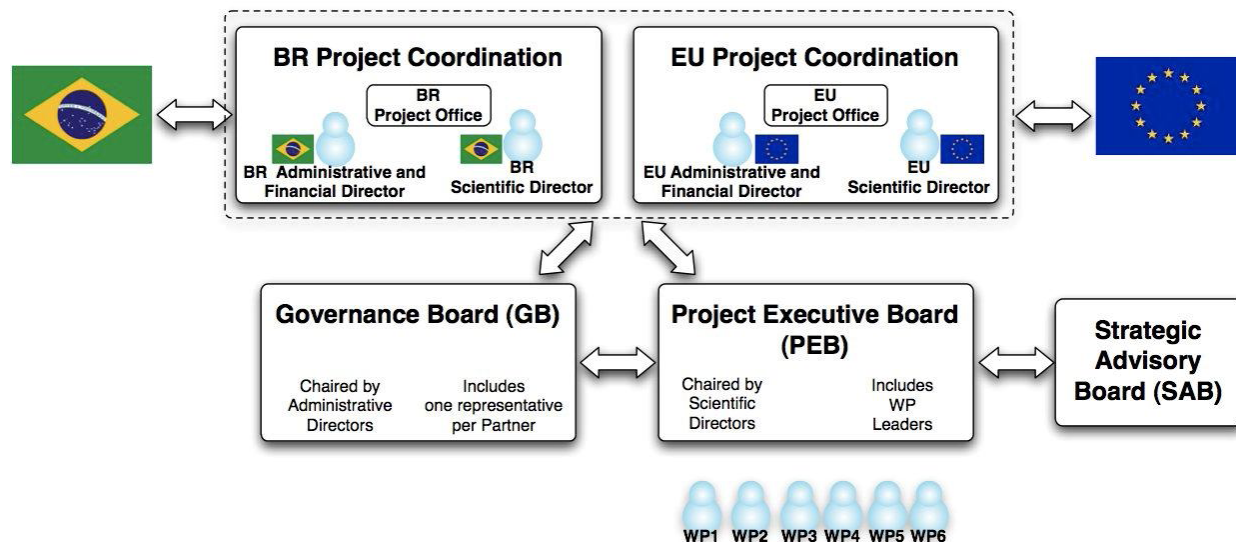 BR Project Coordination
BR
Project Office
BR Administrative and
Financial Director
BR
Scientific Director
EU Project Coordination
EU
Project Office
EU Administrative and
Financial Director
EU
Scientific Director
Governance Board (GB)
Chaired by
Administrative
Directors
Includes
one representative
per Partner
Project Executive Board
(PEB)
Chaired by
Scientific
Directors
Includes
WP
Leaders
Strategic
Advisory
Board (SAB)
WP1 WP2 WP3 WP4 WP5 WP6